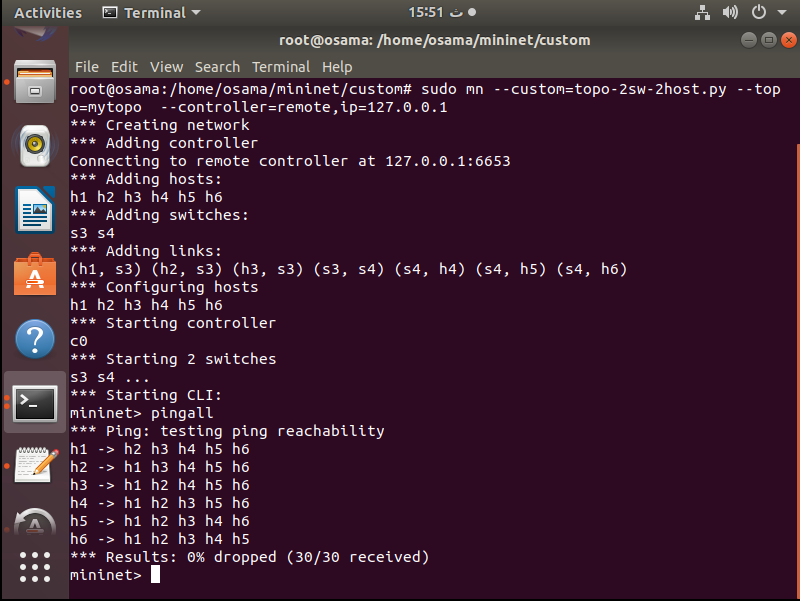 Activities Terminal 15:51 ث
root@osama: /home/osama/mininet/custom
File Edit View Search Terminal Help
root@osama:/home/osama/mininet/custom# sudo mn --custom=topo-2sw-2host.py --top
o=mytopo  --controller=remote,ip=127.0.0.1
*** Creating network
*** Adding controller
Connecting to remote controller at 127.0.0.1:6653
*** Adding hosts:
h1 h2 h3 h4 h5 h6
*** Adding switches:
s3 s4
*** Adding links:
(h1, s3) (h2, s3) (h3, s3) (s3, s4) (s4, h4) (s4, h5) (s4, h6)
*** Configuring hosts
h1 h2 h3 h4 h5 h6
*** Starting controller
c0
*** Starting 2 switches
s3 s4 ...
*** Starting CLI:
mininet> pingall
*** Ping: testing ping reachability
h1 -> h2 h3 h4 h5 h6
h2 -> h1 h3 h4 h5 h6
h3 -> h1 h2 h4 h5 h6
h4 -> h1 h2 h3 h5 h6
h5 -> h1 h2 h3 h4 h6
h6 -> h1 h2 h3 h4 h5
*** Results: 0% dropped (30/30 received)
mininet>